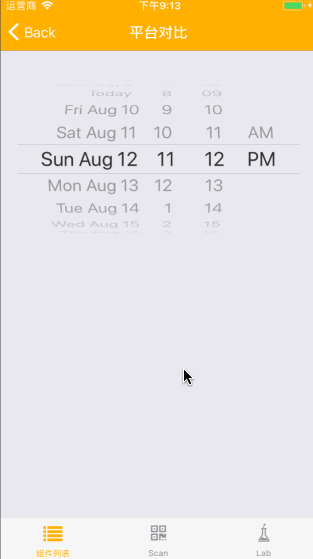 运营商 下午9:13
Back 平台对比
Today 8 09
Fri Aug 10 9 10
Sat Aug 11 10 11 AM
Sun Aug 12 11 12 PM
Mon Aug 13 12 13
Tue Aug 14 1 14
Wed Aug 15 2 15
组件列表 Scan Lab